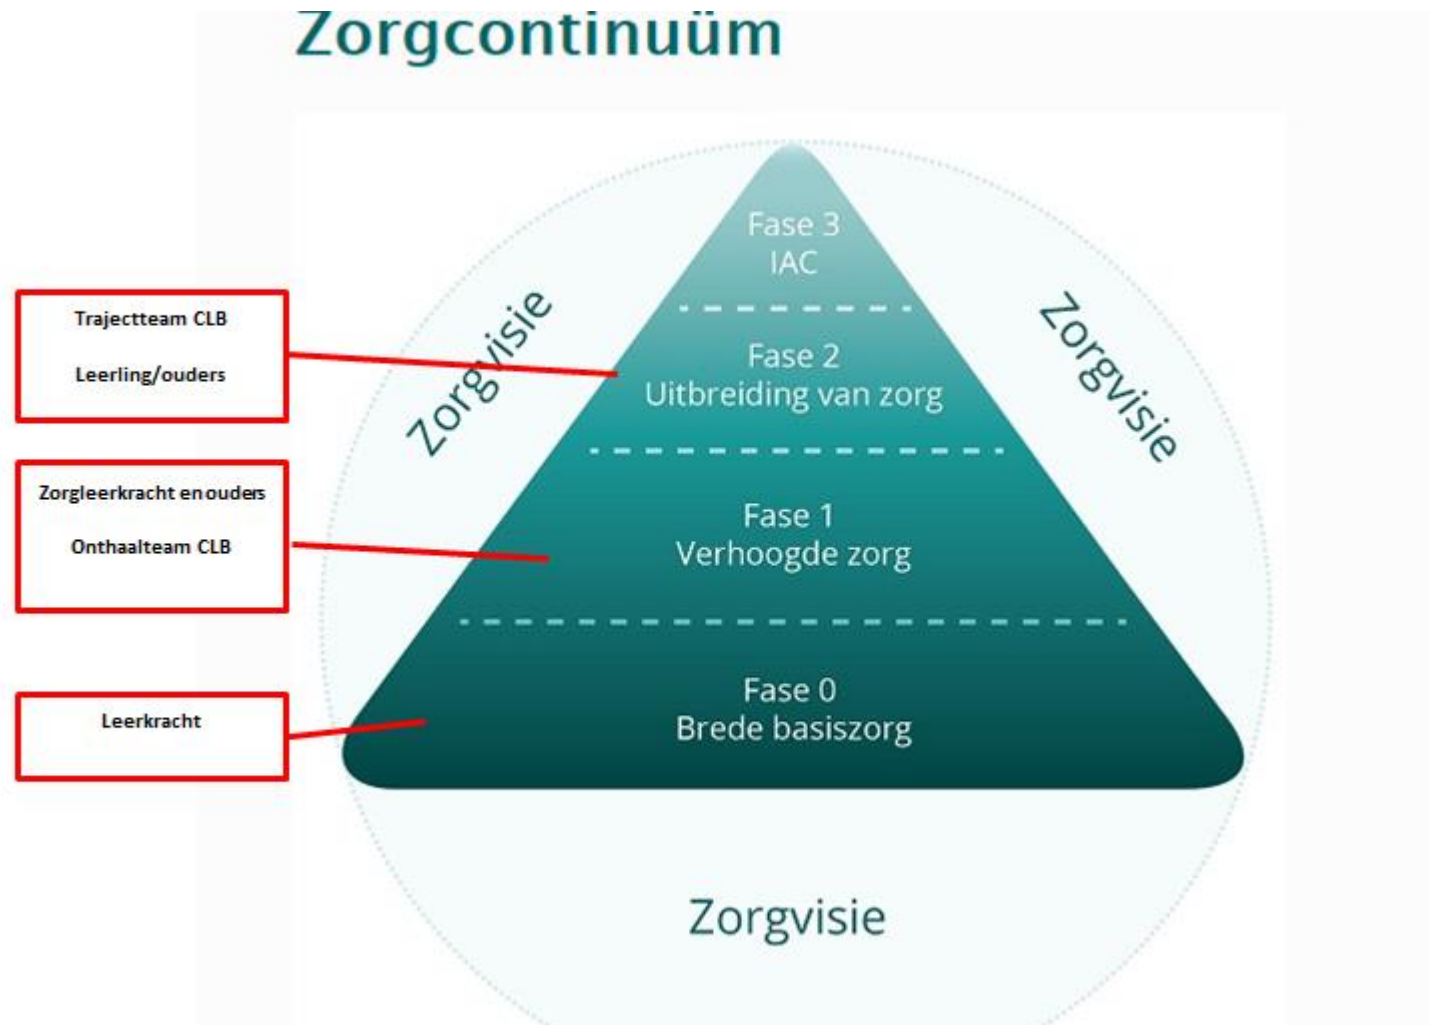 Zorgcontinuüm
Fase 3
IAC
Zorgvisie
Zorgvisie
Trajectteam CLB
Leerling/ouders
Fase 2
Uitbreiding van zorg
Zorgleerkracht en ouders
Onthaalteam CLB
Fase 1
Verhoogde zorg
Leerkracht
Fase 0
Brede basiszorg
Zorgvisie